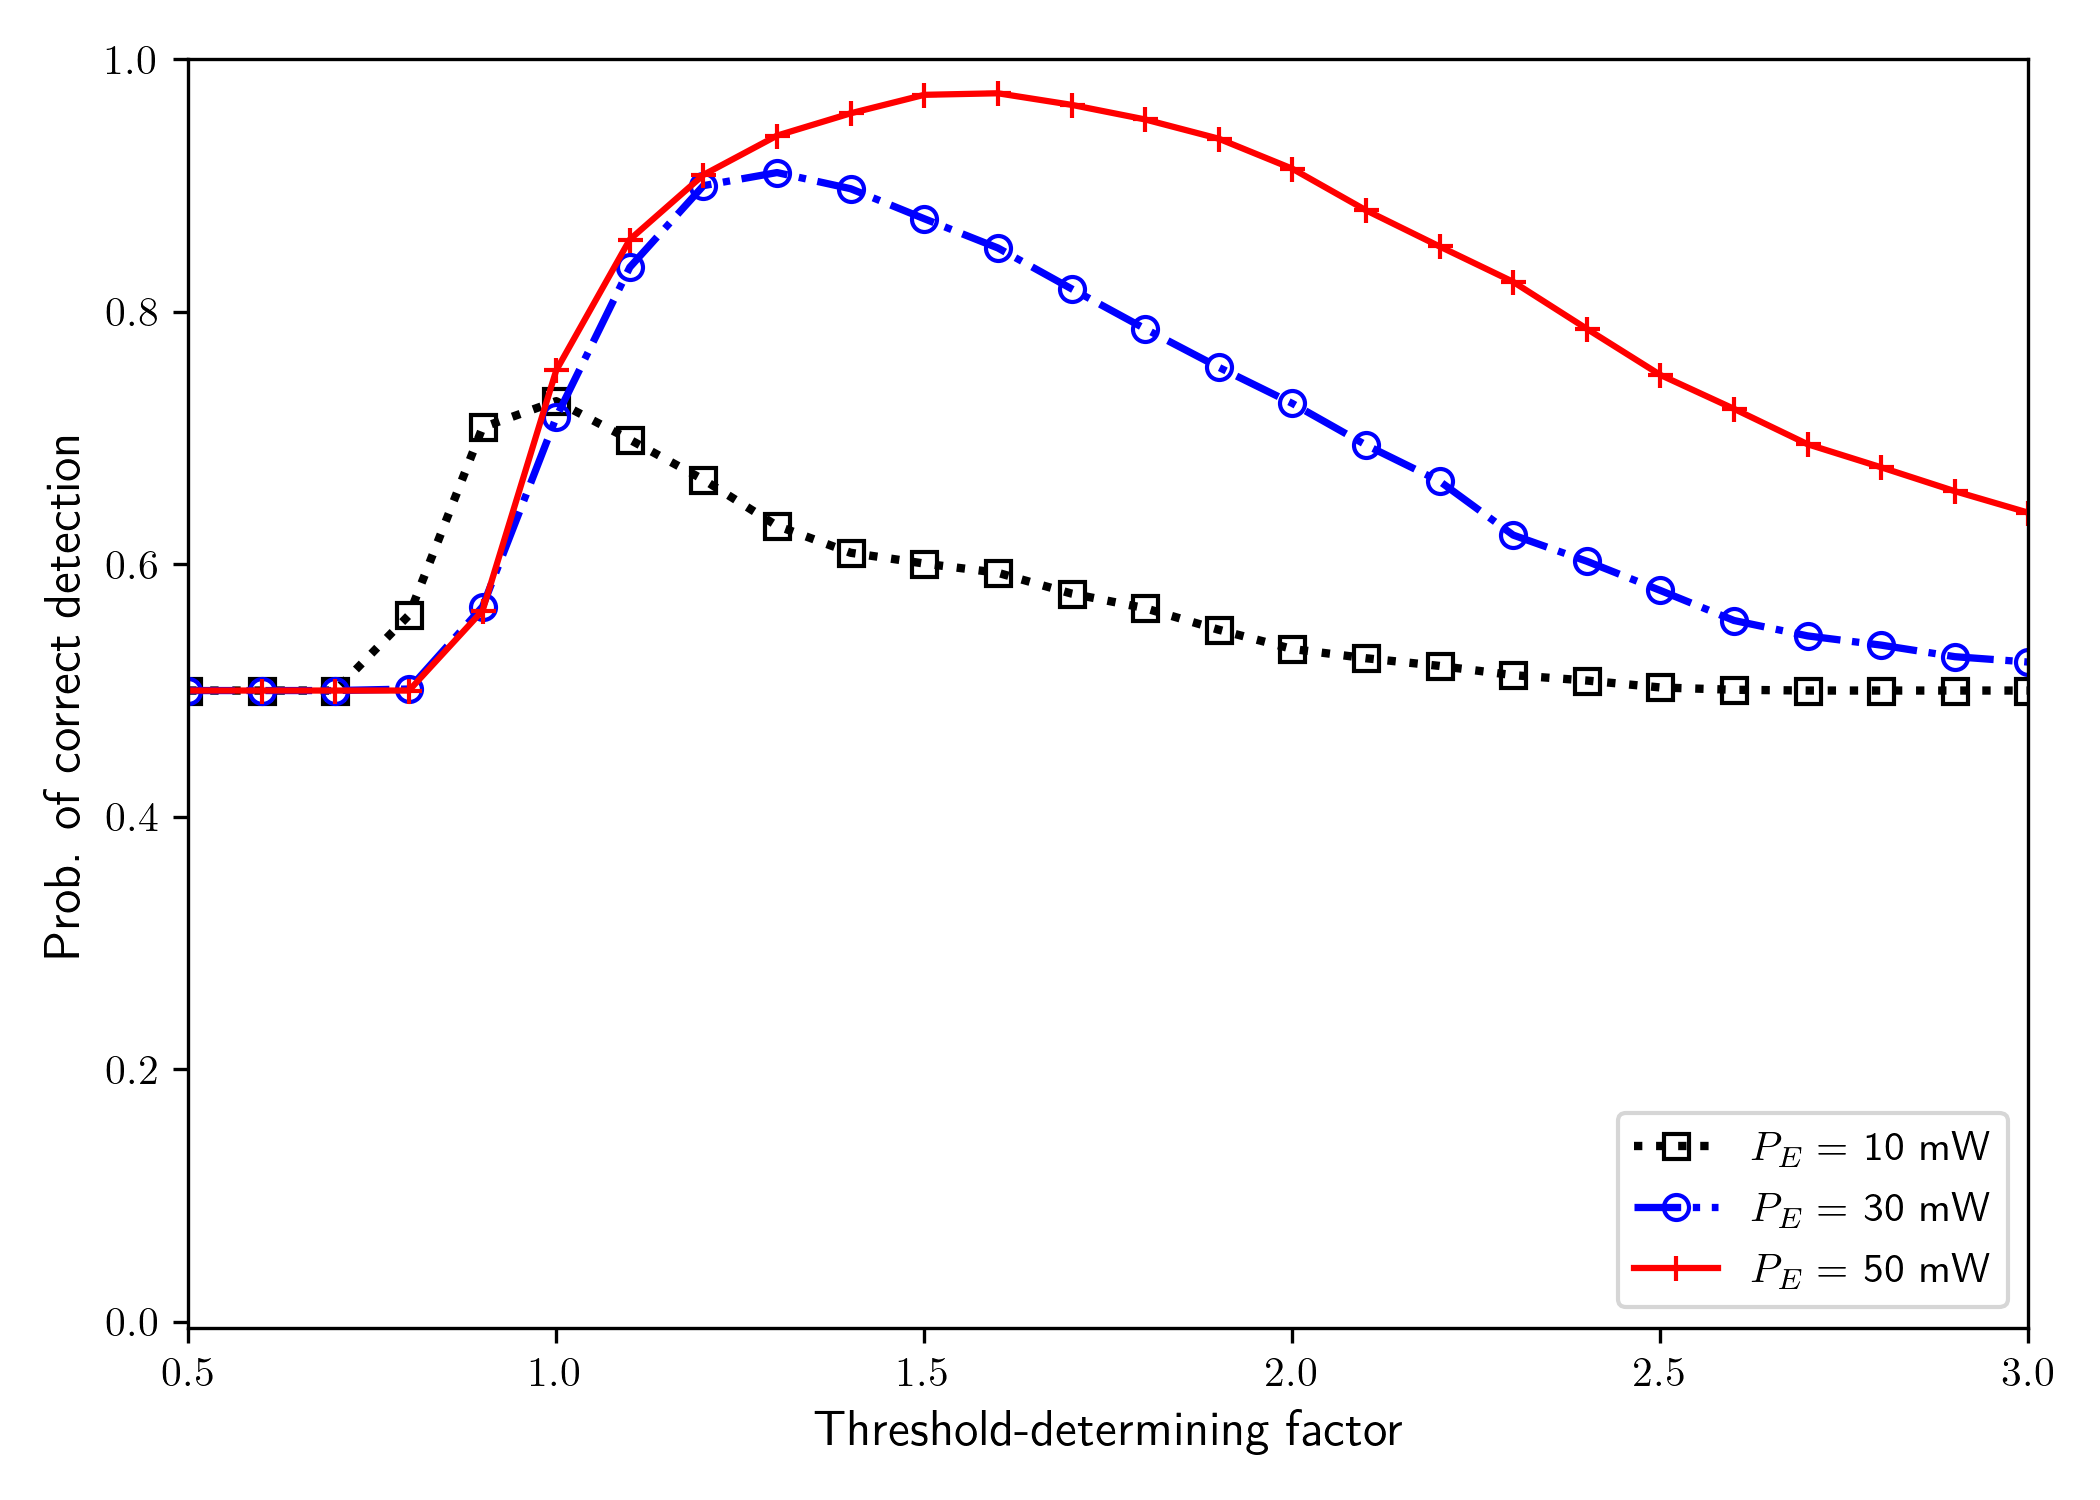 1.0
0.8
0.6
0.4
0.2
0.0
Prob. of correct detection
0.5 1.0 1.5 2.0 2.5 3.0
Threshold-determining factor
P_E = 10 mW
P_E = 30 mW
P_E = 50 mW